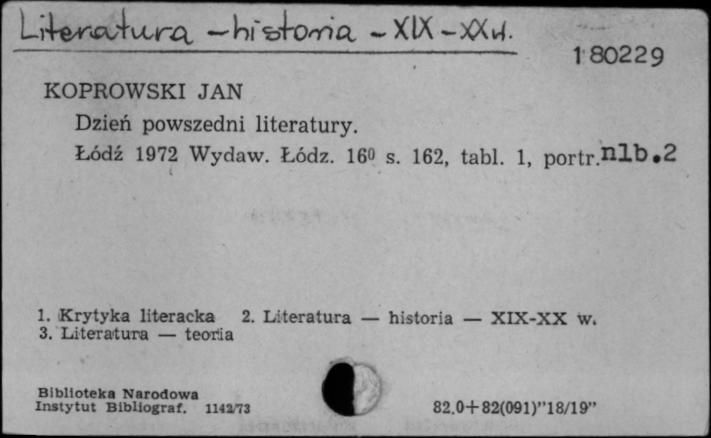 Literatura – historia – XIX – XX w.
180229
KOPROWSKI JAN
Dzień powszedni literatury.
Łódź 1972 Wydaw. Łódz. 16⁰ s. 162, tabl. 1, portr. nlb. 2
1. Krytyka literacka 2. Literatura — historia — XIX-XX w.
3. Literatura — teoria
Biblioteka Narodowa
Instytut Bibliograf. 1142/73
82.0+82(091)"18/19"